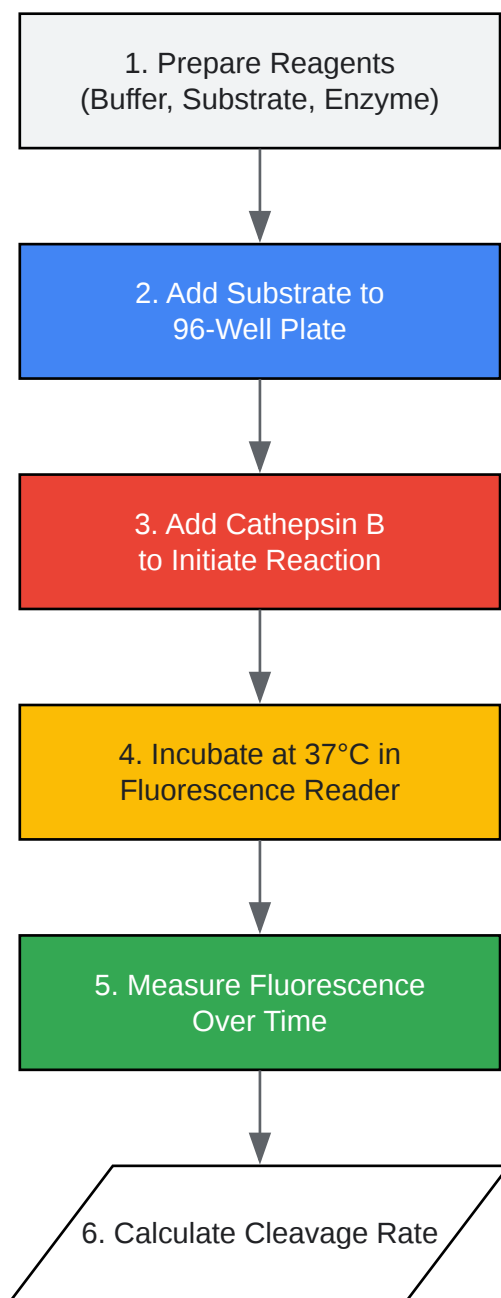 1. Prepare Reagents
(Buffer, Substrate, Enzyme)
2. Add Substrate to
96-Well Plate
3. Add Cathepsin B
to Initiate Reaction
4. Incubate at 37°C in
Fluorescence Reader
5. Measure Fluorescence
Over Time
6. Calculate Cleavage Rate